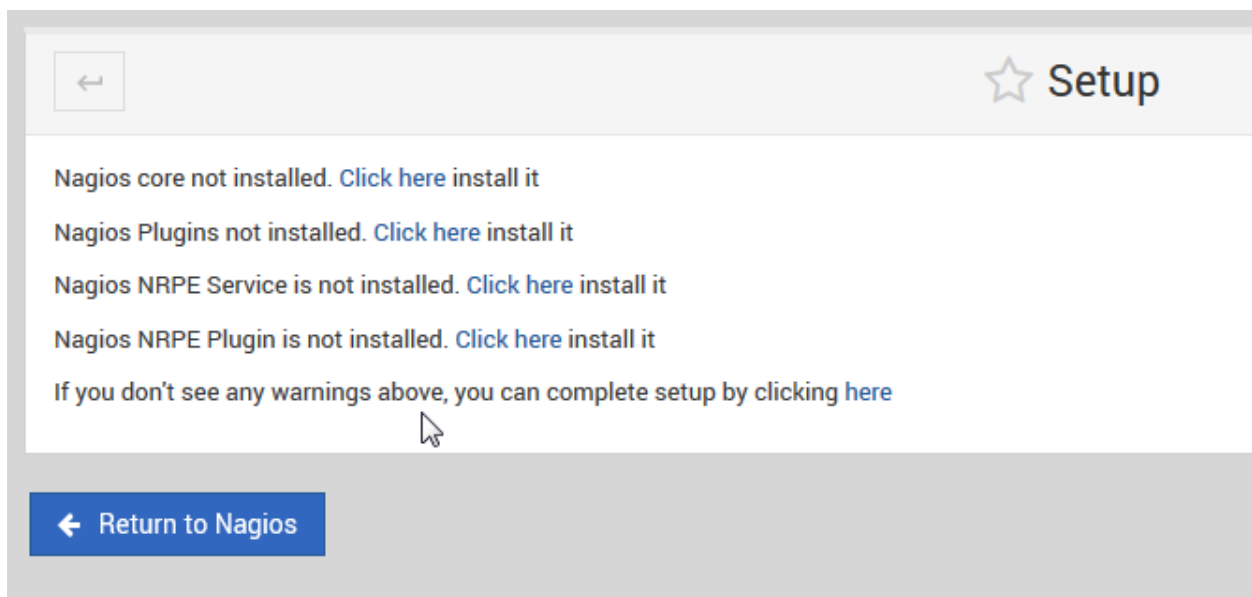 Setup
Nagios core not installed. Click here install it
Nagios Plugins not installed. Click here install it
Nagios NRPE Service is not installed. Click here install it
Nagios NRPE Plugin is not installed. Click here install it
If you don't see any warnings above, you can complete setup by clicking here
Return to Nagios